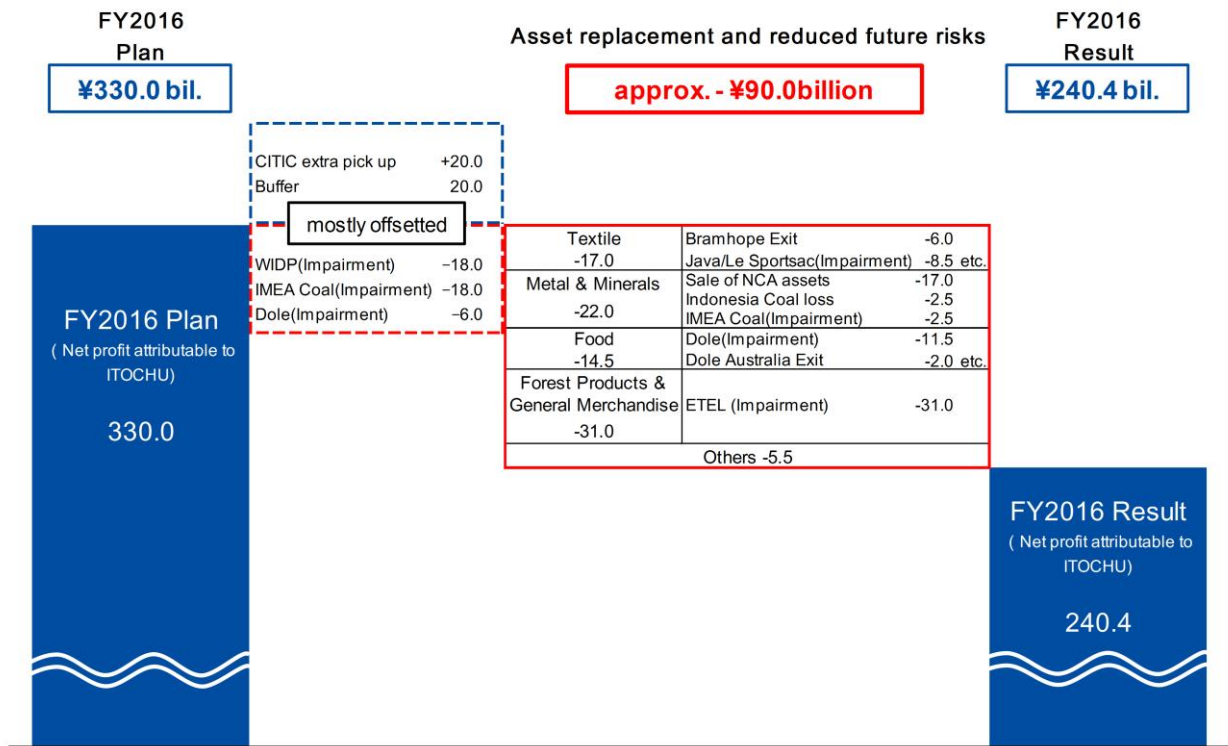 FY2016
Plan
¥330.0 bil.
Asset replacement and reduced future risks
approx. - ¥90.0billion
FY2016
Result
¥240.4 bil.
CITIC extra pick up +20.0
Buffer 20.0
mostly offsetted
WIDP(Impairment) −18.0
IMEA Coal(Impairment) −18.0
Dole(Impairment) −6.0
Textile
-17.0
Bramhope Exit -6.0
Java/Le Sportsac(Impairment) -8.5 etc.
Metal & Minerals
-22.0
Sale of NCA assets -17.0
Indonesia Coal loss -2.5
IMEA Coal(Impairment) -2.5
Food
-14.5
Dole(Impairment) -11.5
Dole Australia Exit -2.0 etc.
Forest Products &
General Merchandise
-31.0
ETEL (Impairment) -31.0
Others -5.5
FY2016 Plan
( Net profit attributable to
ITOCHU)
330.0
FY2016 Result
( Net profit attributable to
ITOCHU)
240.4